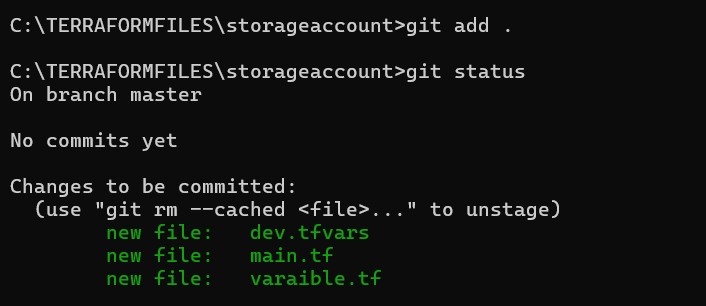 C:\TERRAFORMFILES\storageaccount>git add .
C:\TERRAFORMFILES\storageaccount>git status
On branch master
No commits yet
Changes to be committed:
(use "git rm --cached <file>..." to unstage)
new file: dev.tfvars
new file: main.tf
new file: varaible.tf